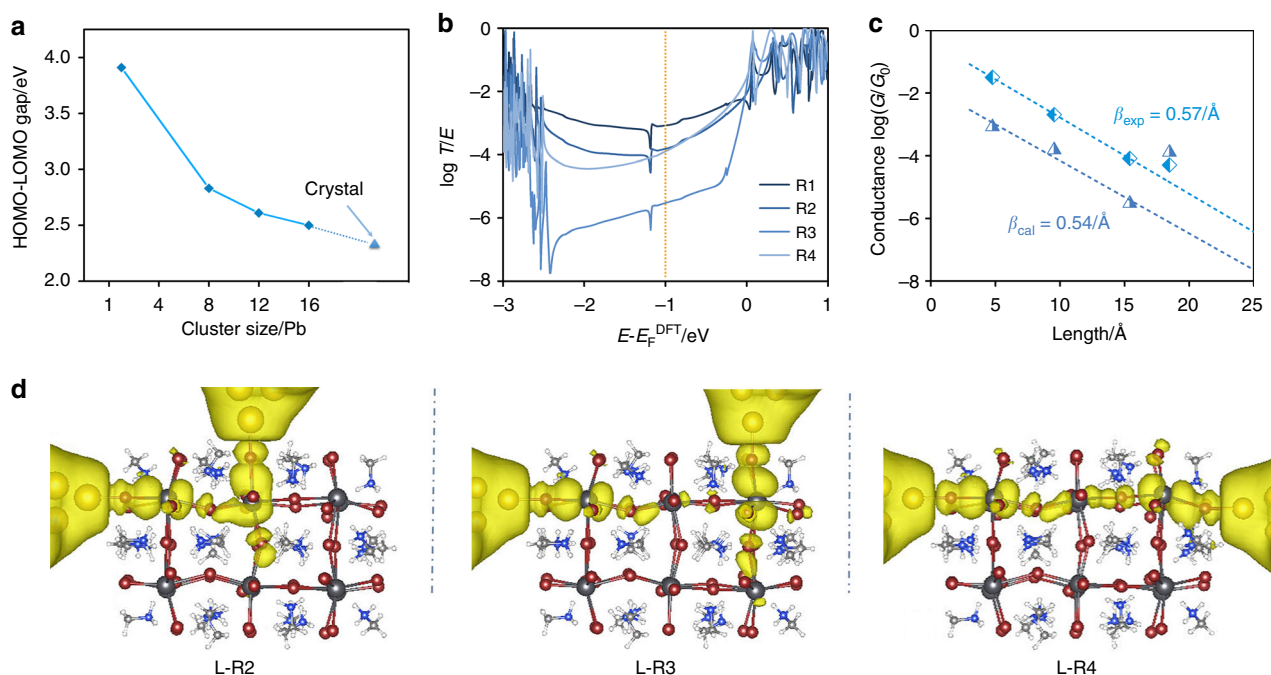 a
HOMO-LOMO gap/eV
4.0
3.5
3.0
2.5
2.0
Crystal
1 4 8 12 16
Cluster size/Pb
b
log T/E
0
−2
−4
−6
−8
R1
R2
R3
R4
−3 −2 −1 0 1
E-E_F^DFT/eV
c
Conductance log(G/G₀)
0
−2
−4
−6
−8
βexp = 0.57/Å
βcal = 0.54/Å
0 5 10 15 20 25
Length/Å
d
L-R2 L-R3 L-R4